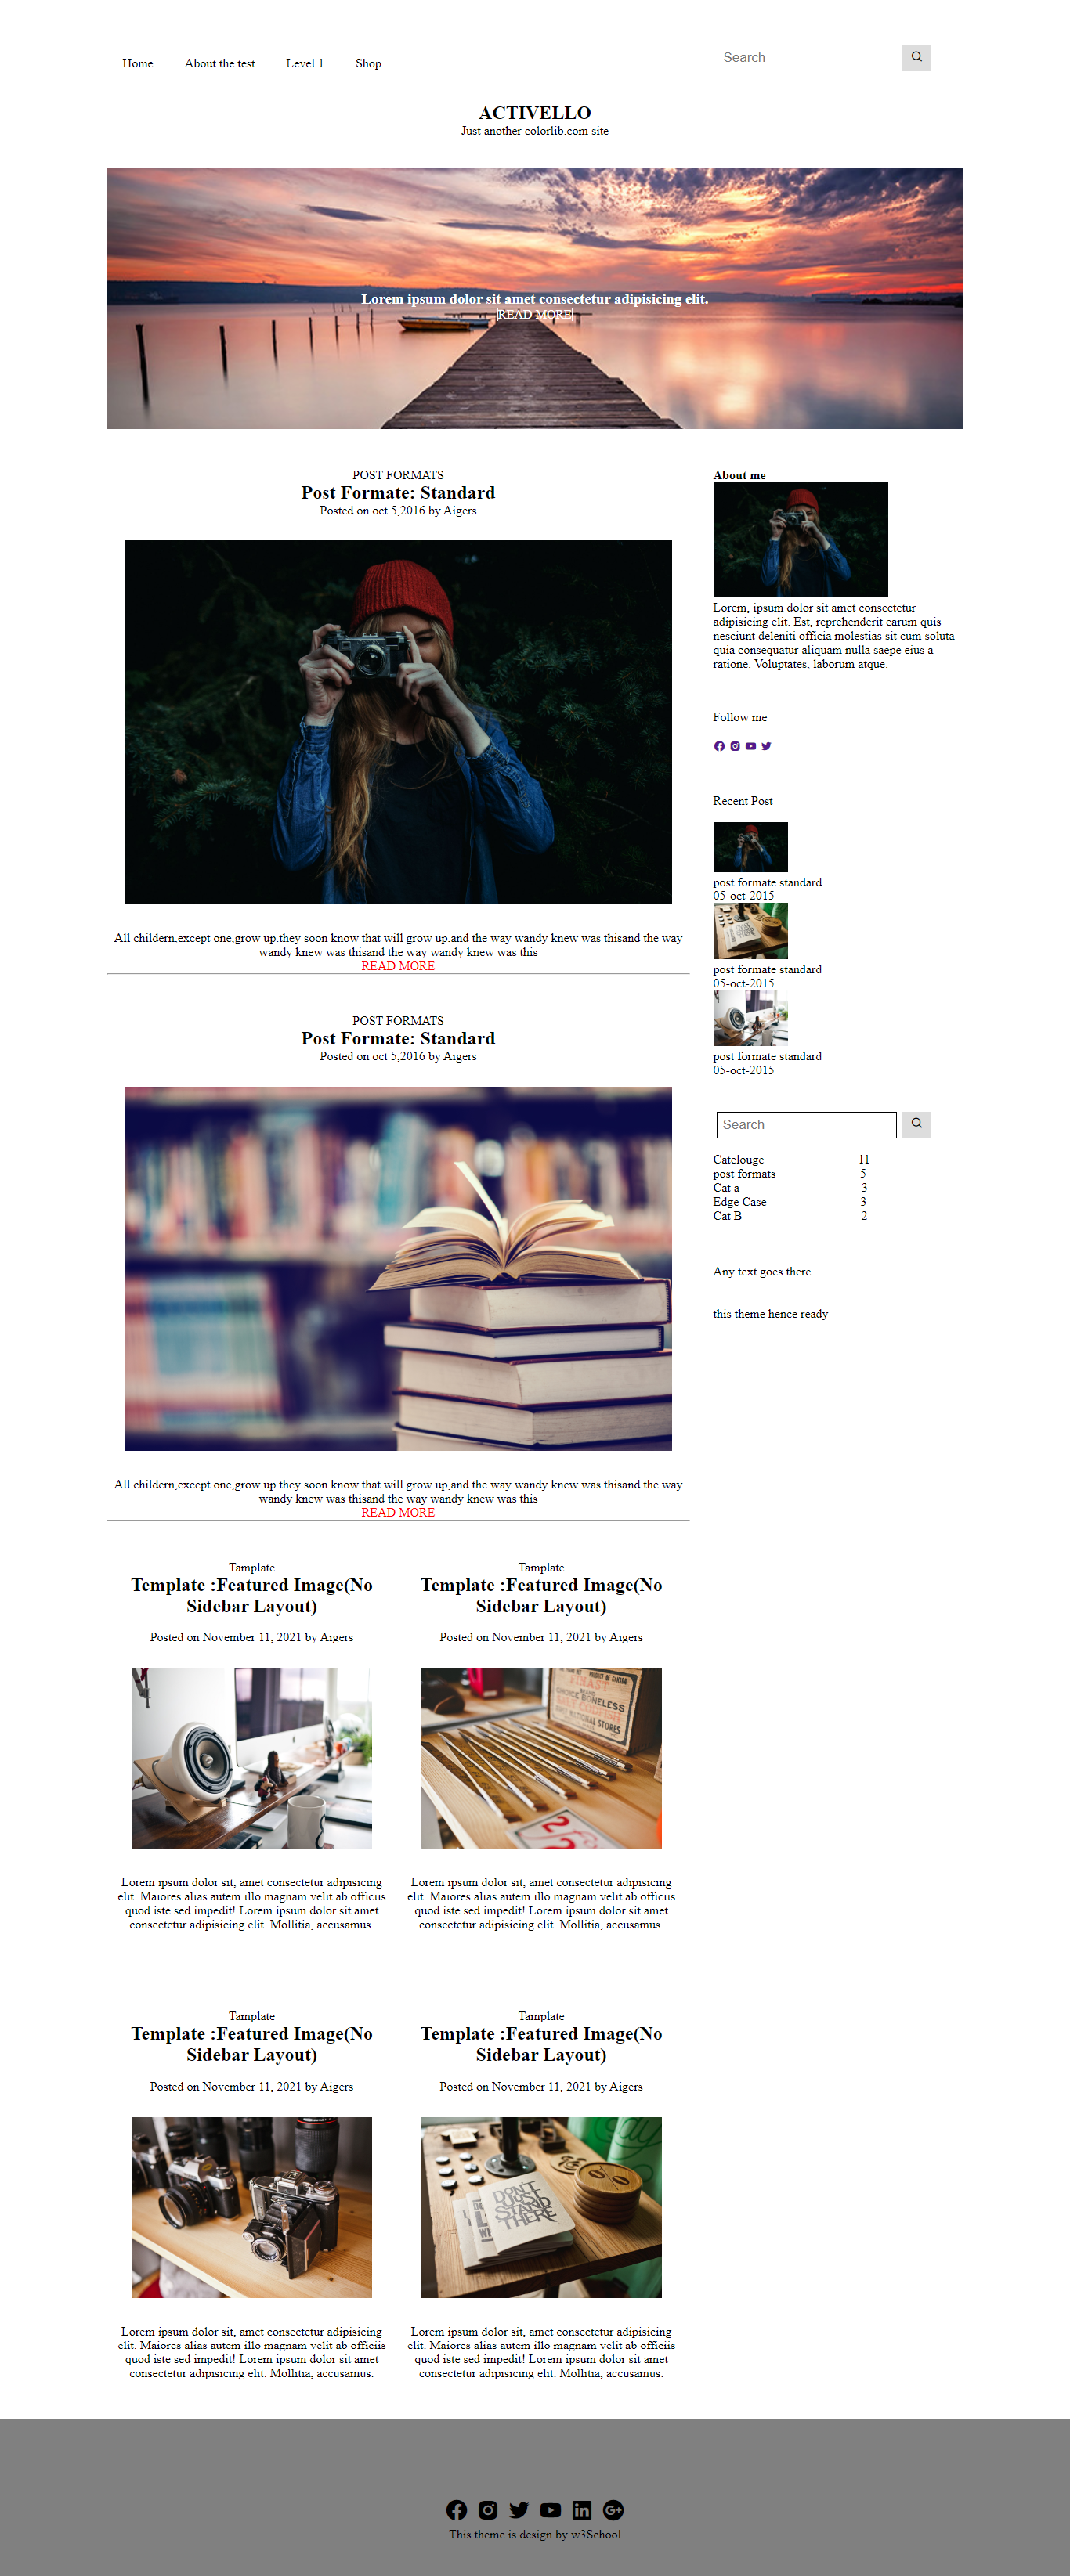 Home About the test Level 1 Shop
Search
ACTIVELLO
Just another colorlib.com site
Lorem ipsum dolor sit amet consectetur adipisicing elit.
READ MORE
POST FORMATS
Post Formate: Standard
Posted on oct 5,2016 by Aigers
All childern,except one,grow up.they soon know that will grow up,and the way wandy knew was thisand the way
wandy knew was thisand the way wandy knew was this
READ MORE
POST FORMATS
Post Formate: Standard
Posted on oct 5,2016 by Aigers
All childern,except one,grow up.they soon know that will grow up,and the way wandy knew was thisand the way
wandy knew was thisand the way wandy knew was this
READ MORE
Tamplate
Template :Featured Image(No
Sidebar Layout)
Posted on November 11, 2021 by Aigers
Lorem ipsum dolor sit, amet consectetur adipisicing
elit. Maiores alias autem illo magnam velit ab officiis
quod iste sed impedit! Lorem ipsum dolor sit amet
consectetur adipisicing elit. Mollitia, accusamus.
Tamplate
Template :Featured Image(No
Sidebar Layout)
Posted on November 11, 2021 by Aigers
CHOICE BONELESS
NATIONAL STORES
Lorem ipsum dolor sit, amet consectetur adipisicing
elit. Maiores alias autem illo magnam velit ab officiis
quod iste sed impedit! Lorem ipsum dolor sit amet
consectetur adipisicing elit. Mollitia, accusamus.
Tamplate
Template :Featured Image(No
Sidebar Layout)
Posted on November 11, 2021 by Aigers
Lorem ipsum dolor sit, amet consectetur adipisicing
elit. Maiores alias autem illo magnam velit ab officiis
quod iste sed impedit! Lorem ipsum dolor sit amet
consectetur adipisicing elit. Mollitia, accusamus.
Tamplate
Template :Featured Image(No
Sidebar Layout)
Posted on November 11, 2021 by Aigers
DON'T
JUST
STAND
THERE
Lorem ipsum dolor sit, amet consectetur adipisicing
elit. Maiores alias autem illo magnam velit ab officiis
quod iste sed impedit! Lorem ipsum dolor sit amet
consectetur adipisicing elit. Mollitia, accusamus.
About me
Lorem, ipsum dolor sit amet consectetur
adipisicing elit. Est, reprehenderit earum quis
nesciunt deleniti officia molestias sit cum soluta
quia consequatur aliquam nulla saepe eius a
ratione. Voluptates, laborum atque.
Follow me
Recent Post
post formate standard
05-oct-2015
post formate standard
05-oct-2015
post formate standard
05-oct-2015
Search
Catelouge 11
post formats 5
Cat a 3
Edge Case 3
Cat B 2
Any text goes there
this theme hence ready
This theme is design by w3School